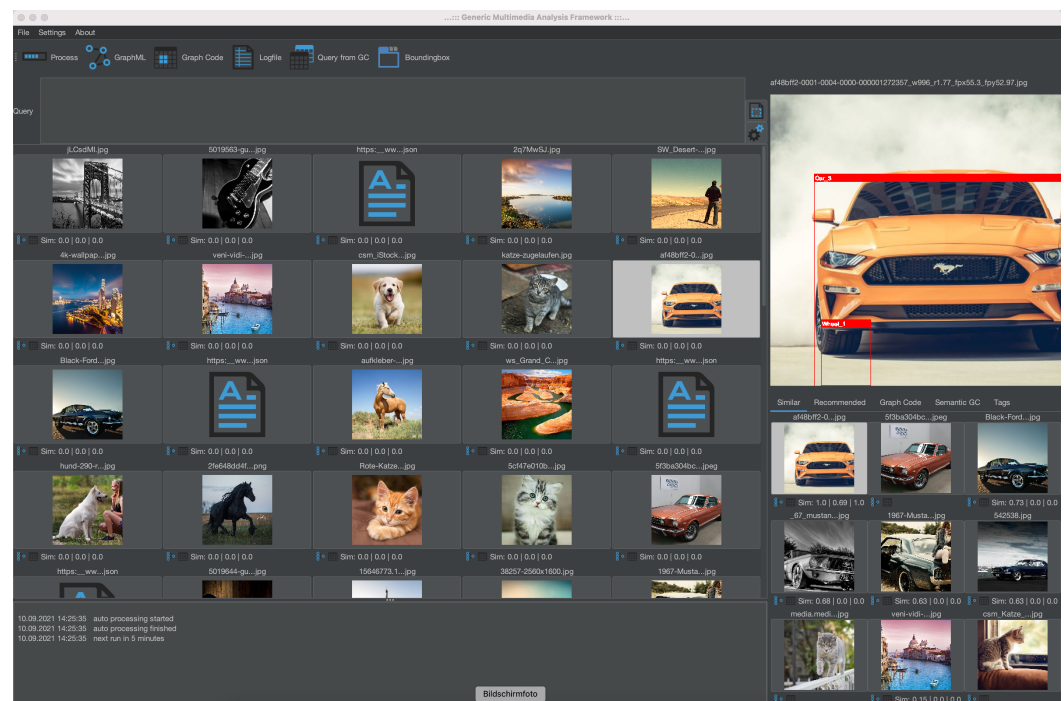 ...::: Generic Multimedia Analysis Framework :::...
File Settings About
Process GraphML Graph Code Logfile Query from GC Boundingbox
af48bff2-0001-0004-0000-000001272357_w996_r1.77_fpx55.3_fpy52.97.jpg
Query
jLCsdMl.jpg 5019563-gu...jpg https:__ww...json 2q7MwSJ.jpg SW_Desert-...jpg
Sim: 0.0 | 0.0 | 0.0 Sim: 0.0 | 0.0 | 0.0 Sim: 0.0 | 0.0 | 0.0 Sim: 0.0 | 0.0 | 0.0 Sim: 0.0 | 0.0 | 0.0
4k-wallpap...jpg veni-vidi-...jpg csm_iStock...jpg katze-zugelaufen.jpg af48bff2-0...jpg
Sim: 0.0 | 0.0 | 0.0 Sim: 0.0 | 0.0 | 0.0 Sim: 0.0 | 0.0 | 0.0 Sim: 0.0 | 0.0 | 0.0 Sim: 0.0 | 0.0 | 0.0
Black-Ford...jpg https:__ww...json aufkleber-...jpg ws_Grand_C...jpg https:__ww...json
Sim: 0.0 | 0.0 | 0.0 Sim: 0.0 | 0.0 | 0.0 Sim: 0.0 | 0.0 | 0.0 Sim: 0.0 | 0.0 | 0.0 Sim: 0.0 | 0.0 | 0.0
hund-290-r...jpg 2fe648dd4f...png Rote-Katze...jpg 5cf47e010b...jpg 5f3ba304bc...jpeg
Sim: 0.0 | 0.0 | 0.0 Sim: 0.0 | 0.0 | 0.0 Sim: 0.0 | 0.0 | 0.0 Sim: 0.0 | 0.0 | 0.0 Sim: 0.0 | 0.0 | 0.0
https:__ww...json 5019644-gu...jpg 15646773.1...jpg 38257-2560x1600.jpg 1967-Musta...jpg
10.09.2021 14:25:35 auto processing started
10.09.2021 14:25:35 auto processing finished
10.09.2021 14:25:35 next run in 5 minutes
Bildschirmfoto
Car_3
Wheel_1
Similar Recommended Graph Code Semantic GC Tags
af48bff2-0...jpg 5f3ba304bc...jpeg Black-Ford...jpg
Sim: 1.0 | 0.69 | 1.0 Sim: 0.73 | 0.0 | 0.0
_67_mustan...jpg 1967-Musta...jpg 542538.jpg
Sim: 0.68 | 0.0 | 0.0 Sim: 0.63 | 0.0 | 0.0 Sim: 0.63 | 0.0 | 0.0
media.medi...jpg veni-vidi-...jpg csm_Katze_...jpg
Sim: 0.15 | 0.0 | 0.0